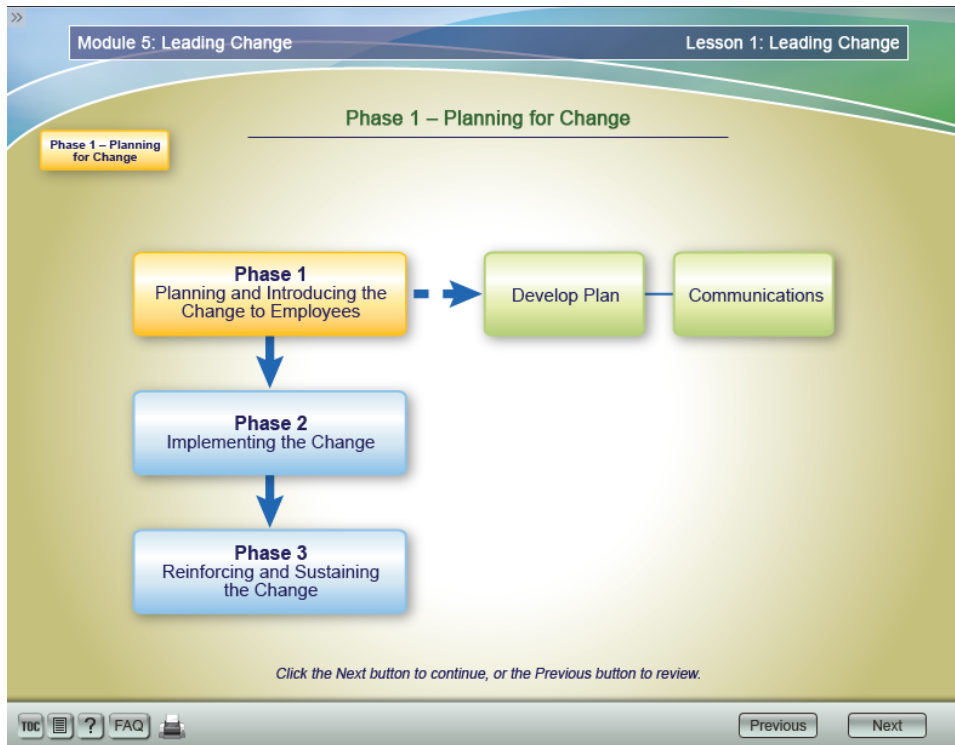 »
Module 5: Leading Change
Lesson 1: Leading Change
Phase 1 – Planning for Change
Phase 1 – Planning
for Change
Phase 1
Planning and Introducing the
Change to Employees
Develop Plan
Communications
Phase 2
Implementing the Change
Phase 3
Reinforcing and Sustaining
the Change
Click the Next button to continue, or the Previous button to review.
TOC
?
FAQ
Previous
Next